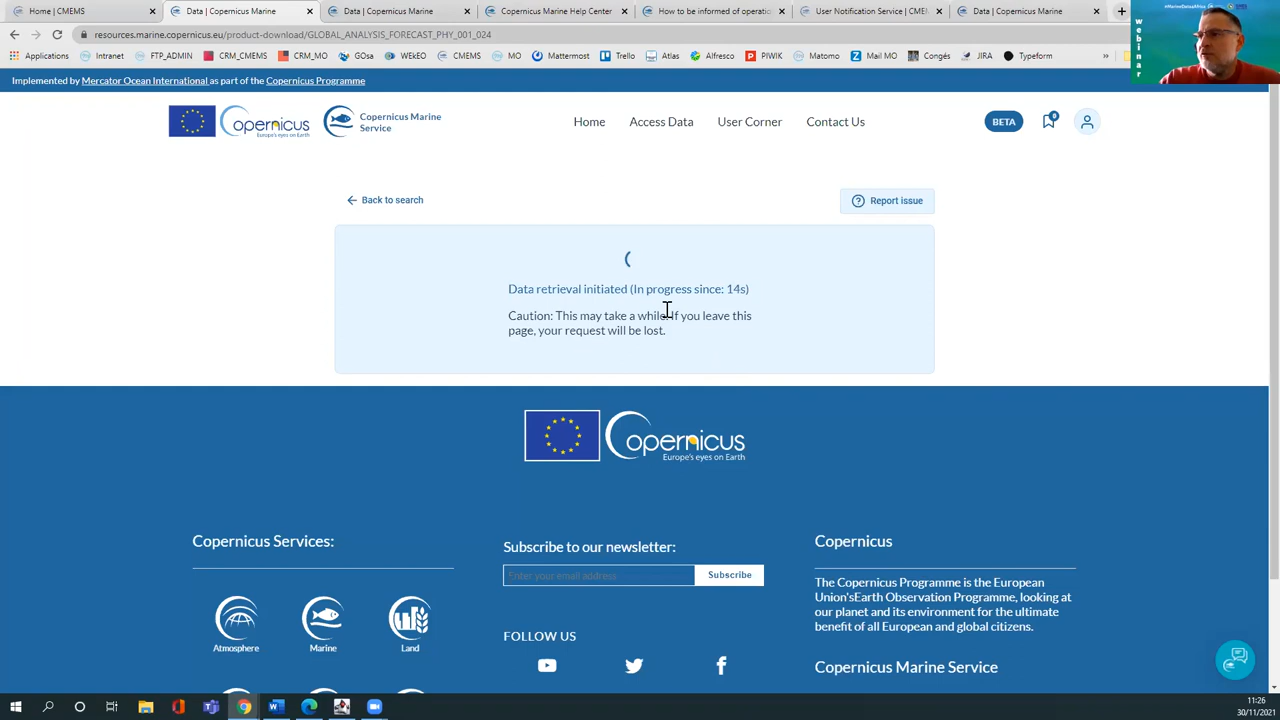 Home | CMEMS
Data | Copernicus Marine
Data | Copernicus Marine
Copernicus Marine Help Center
How to be informed of operation
User Notification Service | CMEM
Data | Copernicus Marine
resources.marine.copernicus.eu/product-download/GLOBAL_ANALYSIS_FORECAST_PHY_001_024
Applications
Intranet
FTP_ADMIN
CRM_CMEMS
CRM_MO
GOsa
WEkEO
CMEMS
MO
Mattermost
Trello
Atlas
Alfresco
PIWIK
Matomo
Mail MO
Congés
JIRA
Typeform
»
webinar
Implemented by Mercator Ocean International as part of the Copernicus Programme
Copernicus
Europe's eyes on Earth
Copernicus Marine
Service
Home
Access Data
User Corner
Contact Us
BETA
0
Back to search
Report issue
Data retrieval initiated (In progress since: 14s)
Caution: This may take a while. If you leave this
page, your request will be lost.
Copernicus
Europe's eyes on Earth
Copernicus Services:
Atmosphere
Marine
Land
Subscribe to our newsletter:
Enter your email address
Subscribe
FOLLOW US
Copernicus
The Copernicus Programme is the European
Union'sEarth Observation Programme, looking at
our planet and its environment for the ultimate
benefit of all European and global citizens.
Copernicus Marine Service
11:26
30/11/2021